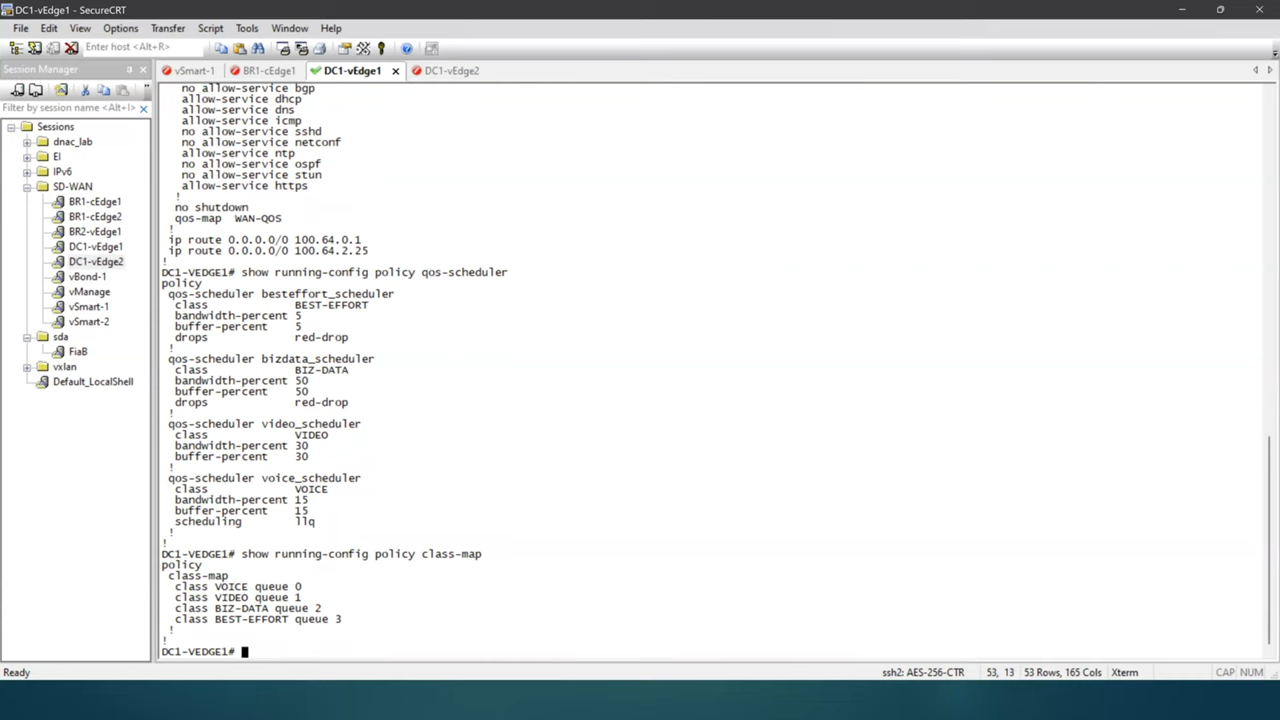 DC1-vEdge1 - SecureCRT
File Edit View Options Transfer Script Tools Window Help
Enter host <Alt+R>
Session Manager
vSmart-1 BR1-cEdge1 DC1-vEdge1 DC1-vEdge2
Filter by session name <Alt+I>
Sessions
dnac_lab
EI
IPv6
SD-WAN
BR1-cEdge1
BR1-cEdge2
BR2-vEdge1
DC1-vEdge1
DC1-vEdge2
vBond-1
vManage
vSmart-1
vSmart-2
sda
FiaB
vxlan
Default_LocalShell
no allow-service bgp
allow-service dhcp
allow-service dns
allow-service icmp
no allow-service sshd
no allow-service netconf
allow-service ntp
no allow-service ospf
no allow-service stun
allow-service https
!
no shutdown
qos-map WAN-QOS
!
ip route 0.0.0.0/0 100.64.0.1
ip route 0.0.0.0/0 100.64.2.25
!
DC1-VEDGE1# show running-config policy qos-scheduler
policy
qos-scheduler besteffort_scheduler
class BEST-EFFORT
bandwidth-percent 5
buffer-percent 5
drops red-drop
!
qos-scheduler bizdata_scheduler
class BIZ-DATA
bandwidth-percent 50
buffer-percent 50
drops red-drop
!
qos-scheduler video_scheduler
class VIDEO
bandwidth-percent 30
buffer-percent 30
!
qos-scheduler voice_scheduler
class VOICE
bandwidth-percent 15
buffer-percent 15
scheduling llq
!
!
DC1-VEDGE1# show running-config policy class-map
policy
class-map
class VOICE queue 0
class VIDEO queue 1
class BIZ-DATA queue 2
class BEST-EFFORT queue 3
!
!
DC1-VEDGE1#
Ready ssh2: AES-256-CTR 53, 13 53 Rows, 165 Cols Xterm CAP NUM